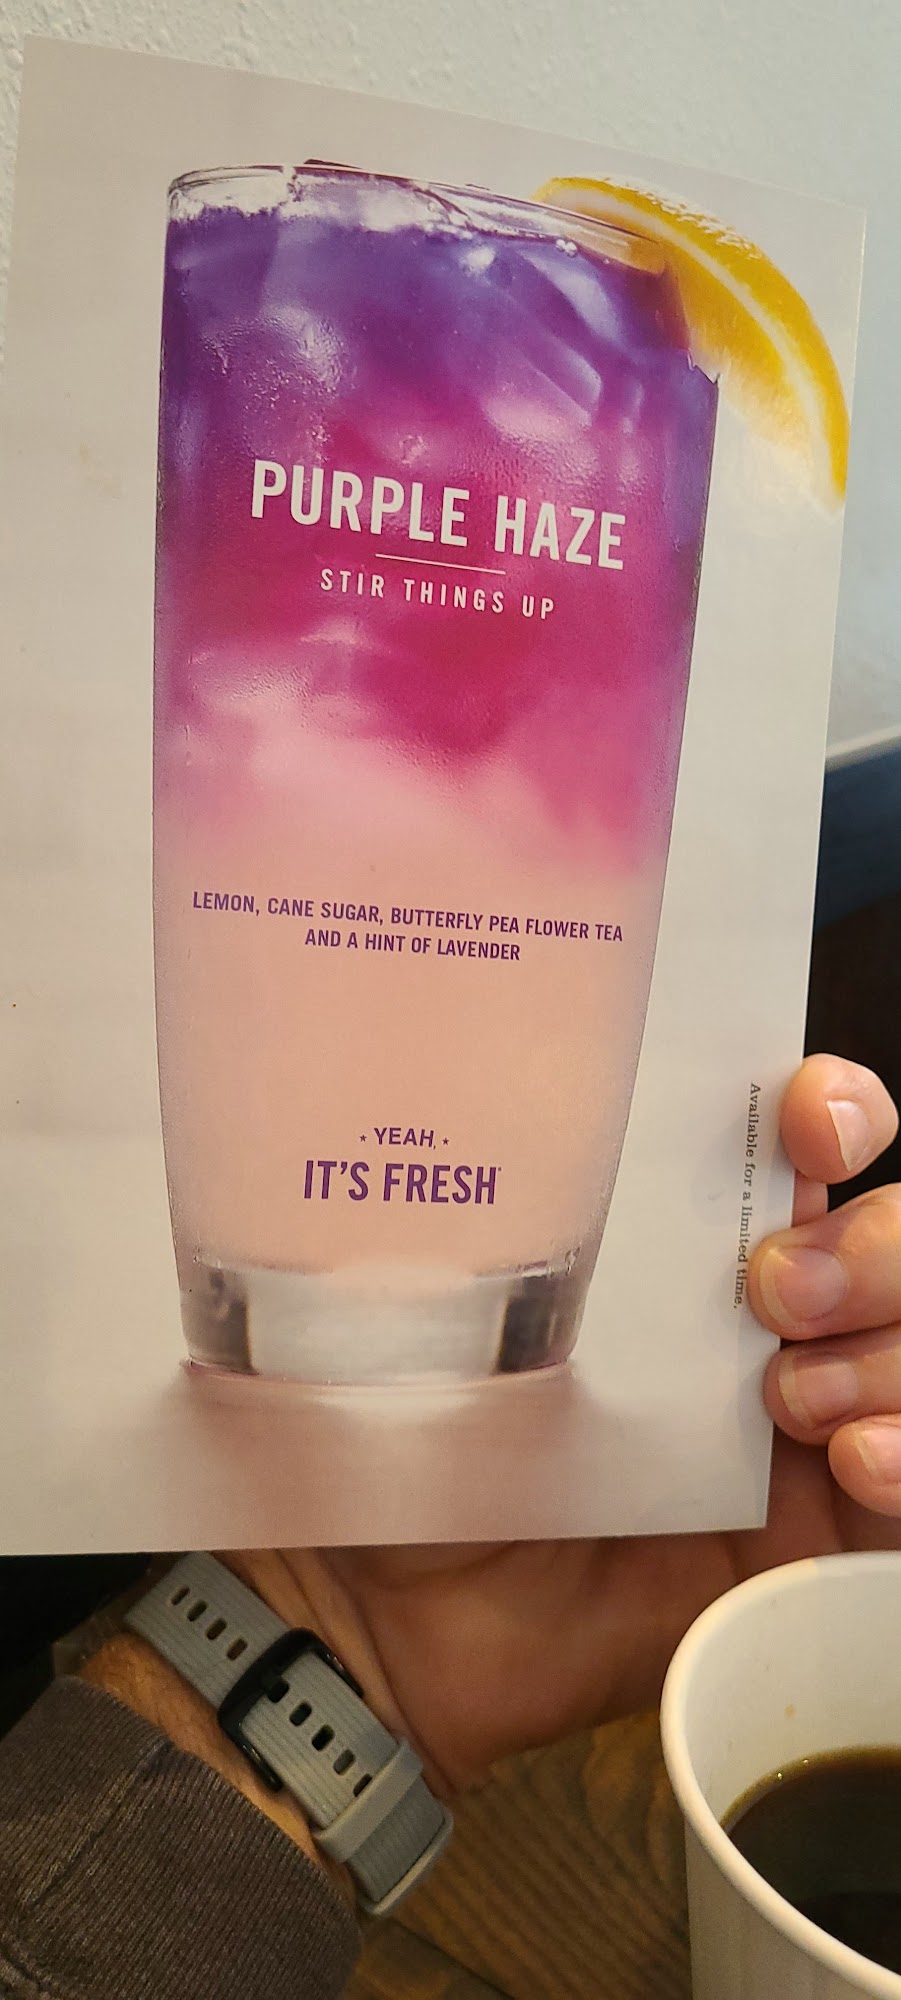 PURPLE HAZE
STIR THINGS UP
LEMON, CANE SUGAR, BUTTERFLY PEA FLOWER TEA
AND A HINT OF LAVENDER
★ YEAH, ★
IT'S FRESH®
Available for a limited time.